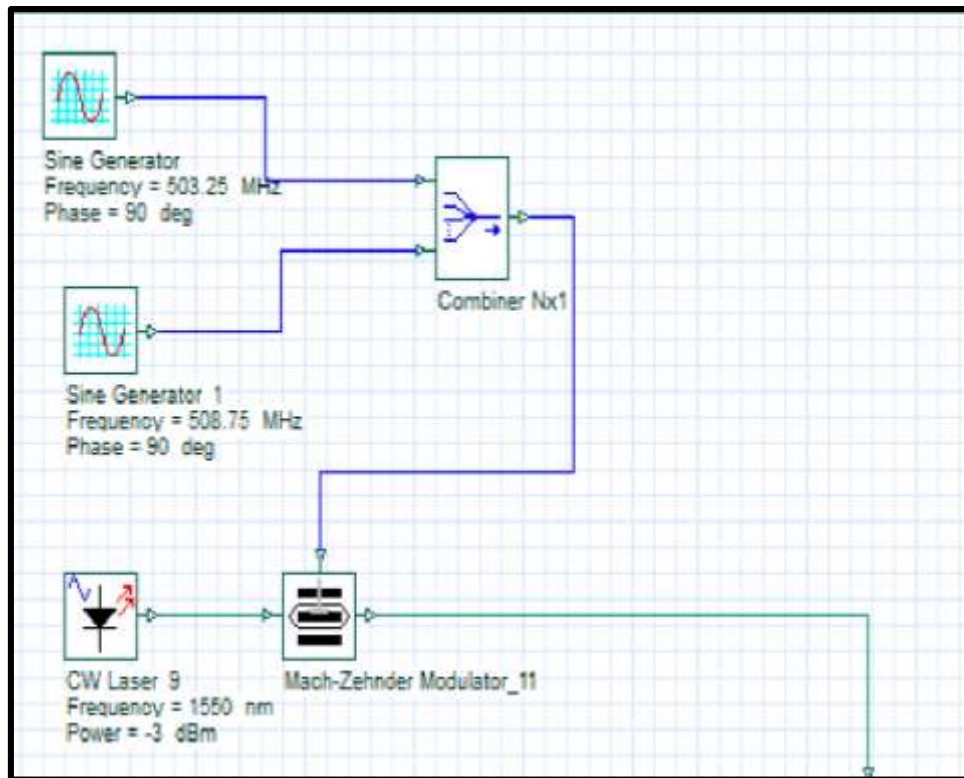 Sine Generator
Frequency = 503.25 MHz
Phase = 90 deg
Combiner Nx1
Sine Generator 1
Frequency = 508.75 MHz
Phase = 90 deg
CW Laser 9
Frequency = 1550 nm
Power = -3 dBm
Mach-Zehnder Modulator_11